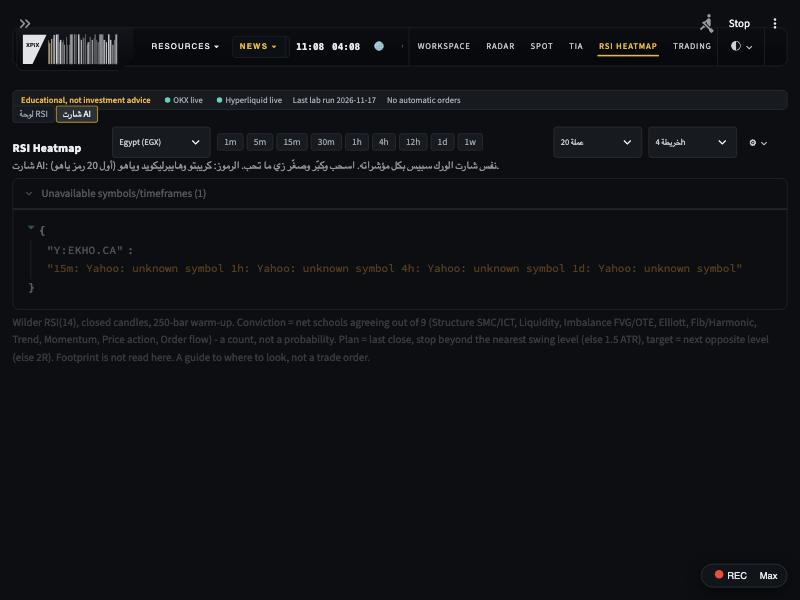 Stop
XPIX
RESOURCES
NEWS
11:08 04:08
WORKSPACE
RADAR
SPOT
TIA
RSI HEATMAP
TRADING
Educational, not investment advice
OKX live
Hyperliquid live
Last lab run 2026-11-17
No automatic orders
لوحة RSI
شارت AI
RSI Heatmap
Egypt (EGX)
1m
5m
15m
30m
1h
4h
12h
1d
1w
20 عملة
4 الخريطة
شارت AI: نفس شارت الورك سبيس بكل مؤشراته. اسحب وكبّر وصغّر زي ما تحب. الرموز: كريبتو وهايبرليكويد وياهو (أول 20 رمز ياهو).
Unavailable symbols/timeframes (1)
{
"Y:EKHO.CA" :
"15m: Yahoo: unknown symbol 1h: Yahoo: unknown symbol 4h: Yahoo: unknown symbol 1d: Yahoo: unknown symbol"
}
Wilder RSI(14), closed candles, 250-bar warm-up. Conviction = net schools agreeing out of 9 (Structure SMC/ICT, Liquidity, Imbalance FVG/OTE, Elliott, Fib/Harmonic,
Trend, Momentum, Price action, Order flow) - a count, not a probability. Plan = last close, stop beyond the nearest swing level (else 1.5 ATR), target = next opposite level
(else 2R). Footprint is not read here. A guide to where to look, not a trade order.
REC
Max